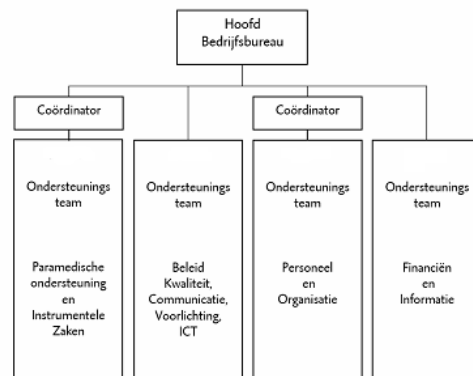 Hoofd
Bedrijfsbureau
Coördinator
Coördinator
Ondersteunings
team
Paramedische
ondersteuning
en
Instrumentele
Zaken
Ondersteunings
team
Beleid
Kwaliteit,
Communicatie,
Voorlichting,
ICT
Ondersteunings
team
Personeel
en
Organisatie
Ondersteunings
team
Financiën
en
Informatie